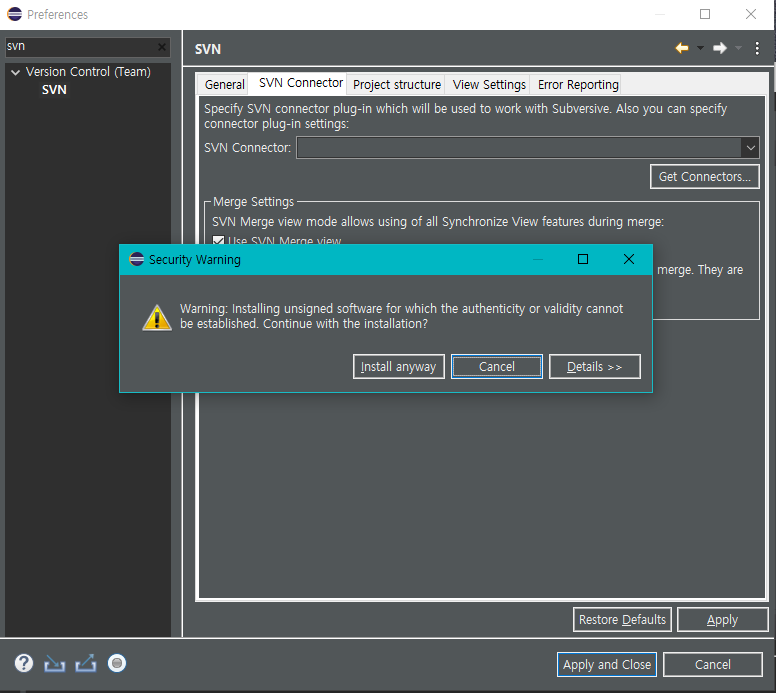 Preferences
svn
Version Control (Team)
SVN
SVN
General
SVN Connector
Project structure
View Settings
Error Reporting
Specify SVN connector plug-in which will be used to work with Subversive. Also you can specify
connector plug-in settings:
SVN Connector:
Get Connectors...
Merge Settings
SVN Merge view mode allows using of all Synchronize View features during merge:
Use SVN Merge view
merge. They are
Security Warning
Warning: Installing unsigned software for which the authenticity or validity cannot
be established. Continue with the installation?
Install anyway
Cancel
Details >>
Restore Defaults
Apply
Apply and Close
Cancel